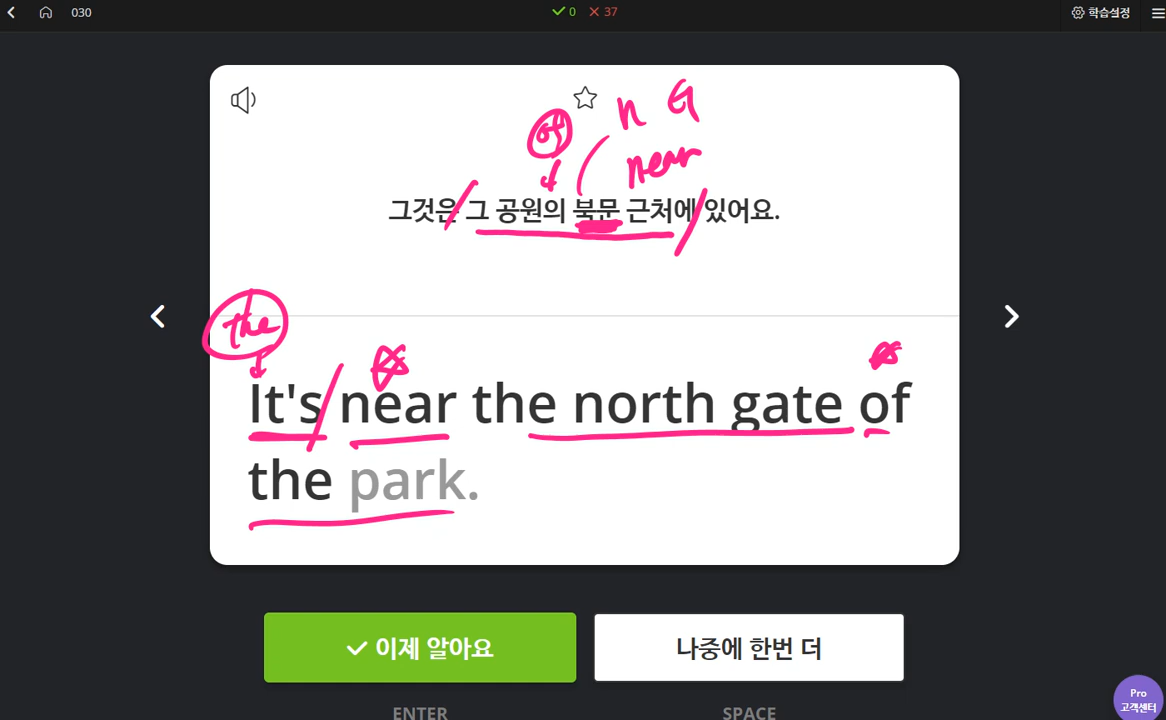 030
0
37
학습설정
of
n
near
그것은 그 공원의 북문 근처에 있어요.
the
It's near the north gate of
the park.
이제 알아요
나중에 한번 더
Pro
고객센터
ENTER
SPACE